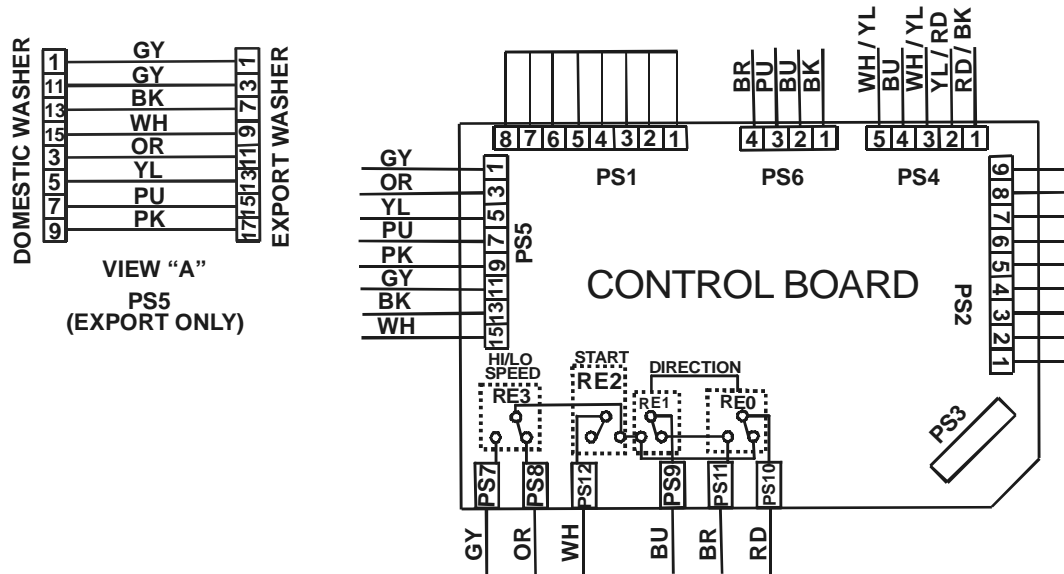 DOMESTIC WASHER
1 GY 1
11 GY 3
13 BK 7
15 WH 9
3 OR 11
5 YL 13
7 PU 15
9 PK 17
EXPORT WASHER
VIEW “A”
PS5
(EXPORT ONLY)
BR PU BU BK
WH / YL BU WH / YL YL / RD RD / BK
8 7 6 5 4 3 2 1
PS1
4 3 2 1
PS6
5 4 3 2 1
PS4
GY 1
OR 3
YL 5
PU 7
PK 9
GY 11
BK 13
WH 15
PS5
CONTROL BOARD
9
8
7
6
5
4
3
2
1
PS2
HI/LO
SPEED
RE3
START
RE2
DIRECTION
RE1
RE0
PS3
PS7 PS8 PS12 PS9 PS11 PS10
GY OR WH BU BR RD